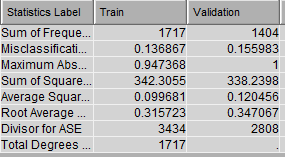 Statistics Label Train Validation
Sum of Freque... 1717 1404
Misclassificati... 0.136867 0.155983
Maximum Abs... 0.947368 1
Sum of Square... 342.3055 338.2398
Average Squar... 0.099681 0.120456
Root Average ... 0.315723 0.347067
Divisor for ASE 3434 2808
Total Degrees ... 1717 .